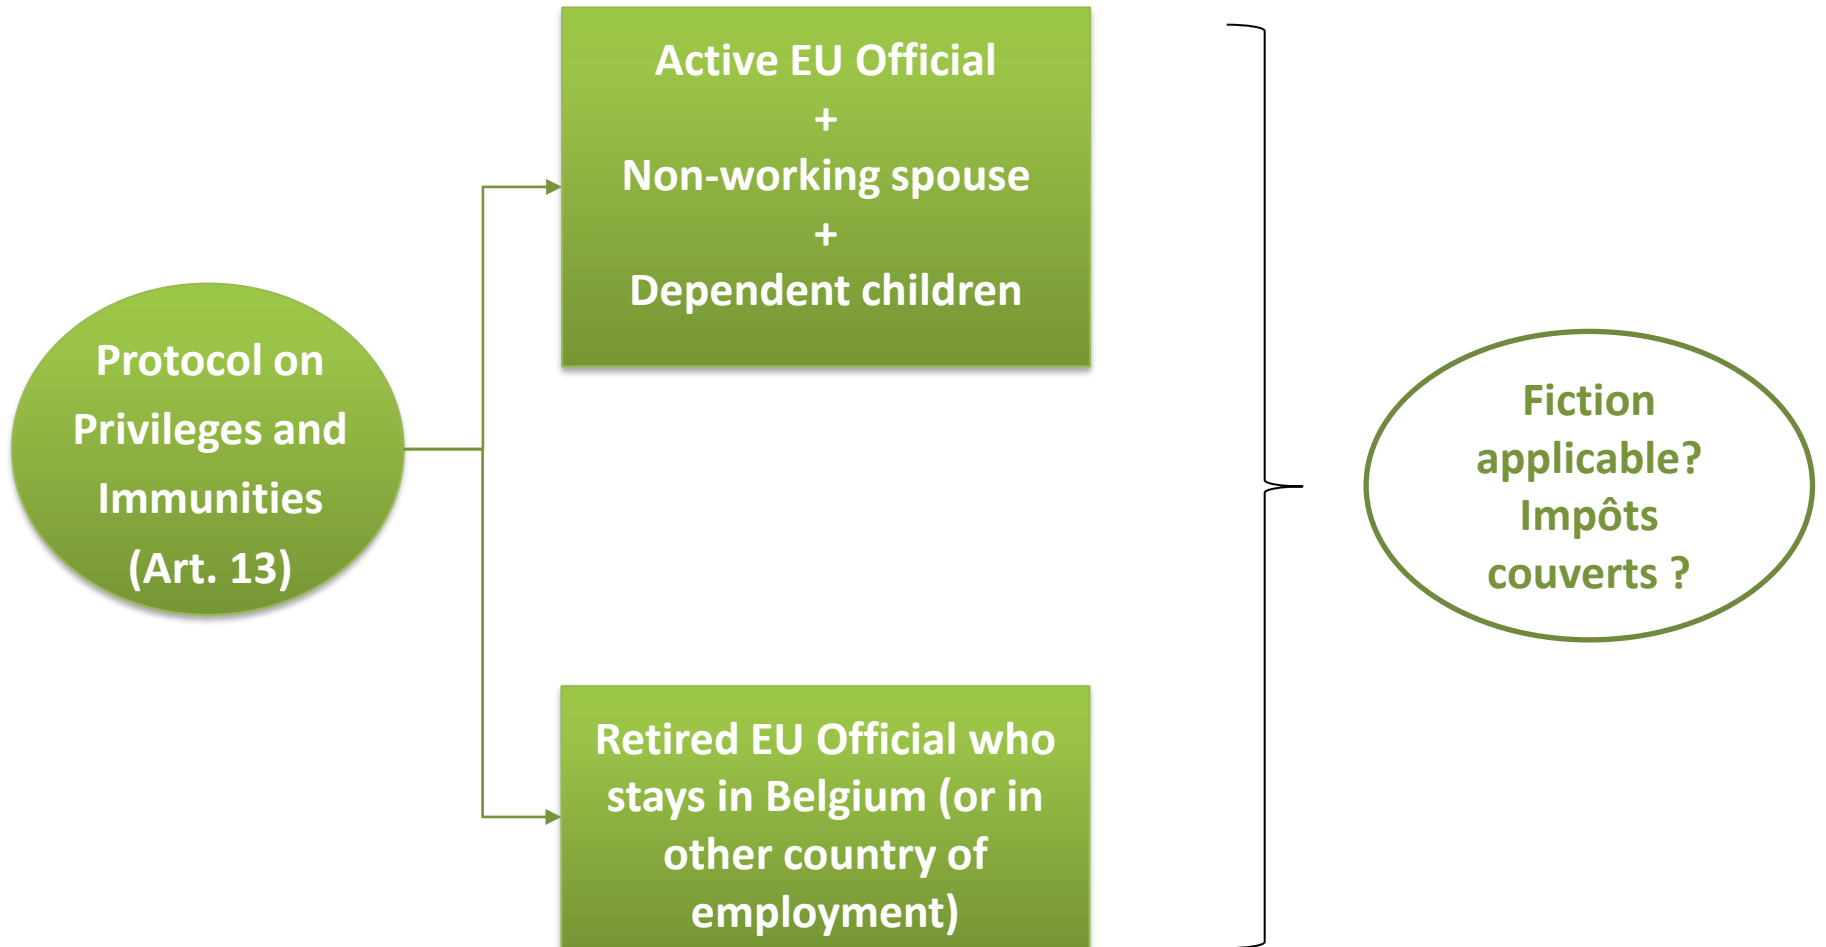 Protocol on
Privileges and
Immunities
(Art. 13)
Active EU Official
+
Non-working spouse
+
Dependent children
Retired EU Official who
stays in Belgium (or in
other country of
employment)
Fiction
applicable?
Impôts
couverts ?